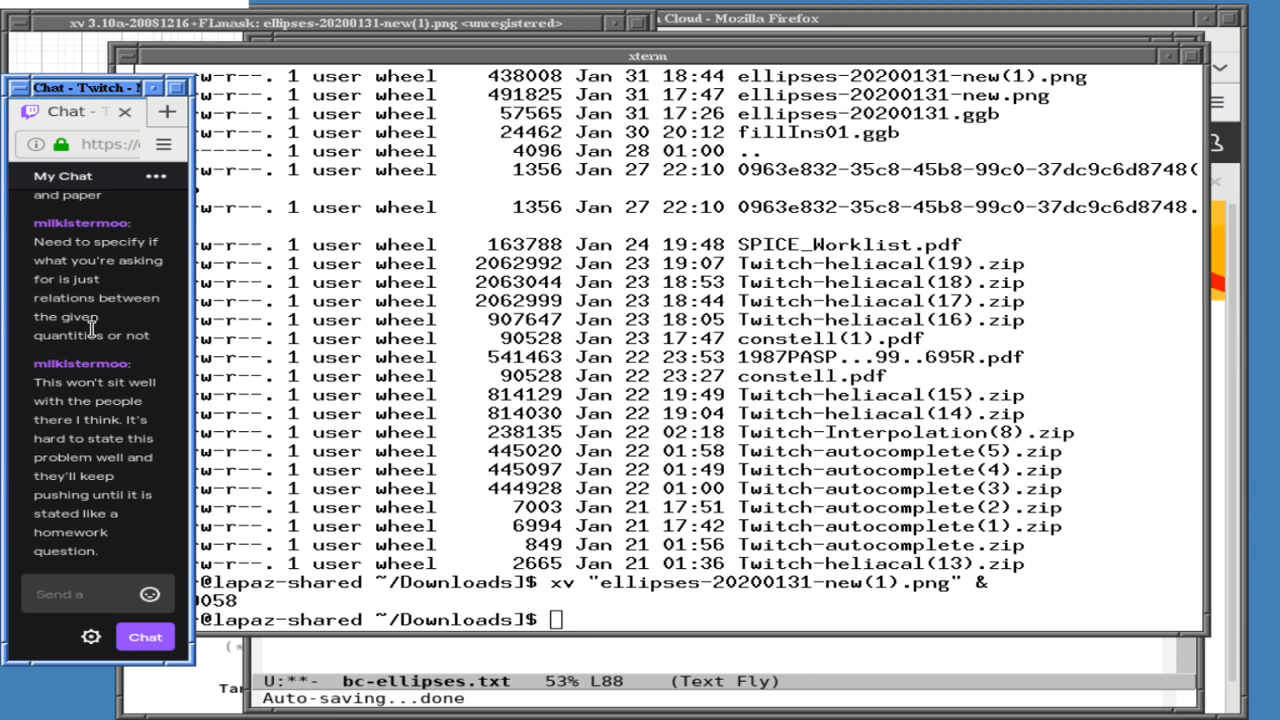 xv 3.10a-20081216+FLmask: ellipses-20200131-new(1).png <unregistered>
Cloud - Mozilla Firefox
xterm
Chat - Twitch - 
Chat - T
https://
My Chat
and paper
milkistermoo:
Need to specify if
what you're asking
for is just
relations between
the given
quantities or not
milkistermoo:
This won't sit well
with the people
there I think. It's
hard to state this
problem well and
they'll keep
pushing until it is
stated like a
homework
question.
Send a
Chat
w-r--. 1 user wheel 438008 Jan 31 18:44 ellipses-20200131-new(1).png
w-r--. 1 user wheel 491825 Jan 31 17:47 ellipses-new.png
w-r--. 1 user wheel 57565 Jan 31 17:26 ellipses-20200131.ggb
w-r--. 1 user wheel 24462 Jan 30 20:12 fillIns01.ggb
-----. 1 user wheel 4096 Jan 28 01:00 ..
w-r--. 1 user wheel 1356 Jan 27 22:10 0963e832-35c8-45b8-99c0-37dc9c6d8748(
w-r--. 1 user wheel 1356 Jan 27 22:10 0963e832-35c8-45b8-99c0-37dc9c6d8748.
w-r--. 1 user wheel 163788 Jan 24 19:48 SPICE_Worklist.pdf
w-r--. 1 user wheel 2062992 Jan 23 19:07 Twitch-heliacal(19).zip
w-r--. 1 user wheel 2063044 Jan 23 18:53 Twitch-heliacal(18).zip
w-r--. 1 user wheel 2062999 Jan 23 18:44 Twitch-heliacal(17).zip
w-r--. 1 user wheel 907647 Jan 23 18:05 Twitch-heliacal(16).zip
w-r--. 1 user wheel 90528 Jan 23 17:47 constell(1).pdf
w-r--. 1 user wheel 541463 Jan 22 23:53 1987PASP...99..695R.pdf
w-r--. 1 user wheel 90528 Jan 22 23:27 constell.pdf
w-r--. 1 user wheel 814129 Jan 22 19:49 Twitch-heliacal(15).zip
w-r--. 1 user wheel 814030 Jan 22 19:04 Twitch-heliacal(14).zip
w-r--. 1 user wheel 238135 Jan 22 02:18 Twitch-Interpolation(8).zip
w-r--. 1 user wheel 445020 Jan 22 01:58 Twitch-autocomplete(5).zip
w-r--. 1 user wheel 445097 Jan 22 01:49 Twitch-autocomplete(4).zip
w-r--. 1 user wheel 444928 Jan 22 01:00 Twitch-autocomplete(3).zip
w-r--. 1 user wheel 7003 Jan 21 17:51 Twitch-autocomplete(2).zip
w-r--. 1 user wheel 6994 Jan 21 17:42 Twitch-autocomplete(1).zip
w-r--. 1 user wheel 849 Jan 21 01:56 Twitch-autocomplete.zip
w-r--. 1 user wheel 2665 Jan 21 01:36 Twitch-heliacal(13).zip
r@lapaz-shared ~/Downloads]$ xv "ellipses-20200131-new(1).png" &
0058
r@lapaz-shared ~/Downloads]$
(*
Tar
U:**- bc-ellipses.txt 53% L88 (Text Fly)
Auto-saving...done